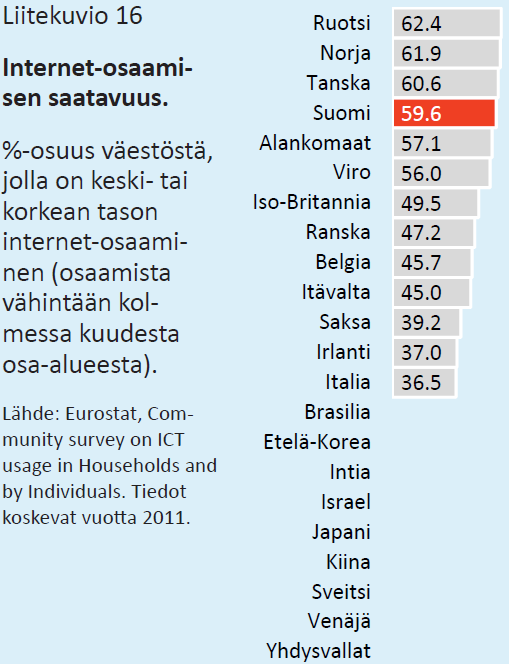 Liitekuvio 16
Internet-osaami-
sen saatavuus.
%-osuus väestöstä,
jolla on keski- tai
korkean tason
internet-osaami-
nen (osaamista
vähintään kol-
messa kuudesta
osa-alueesta).
Lähde: Eurostat, Com-
munity survey on ICT
usage in Households and
by Individuals. Tiedot
koskevat vuotta 2011.
Ruotsi 62.4
Norja 61.9
Tanska 60.6
Suomi 59.6
Alankomaat 57.1
Viro 56.0
Iso-Britannia 49.5
Ranska 47.2
Belgia 45.7
Itävalta 45.0
Saksa 39.2
Irlanti 37.0
Italia 36.5
Brasilia
Etelä-Korea
Intia
Israel
Japani
Kiina
Sveitsi
Venäjä
Yhdysvallat